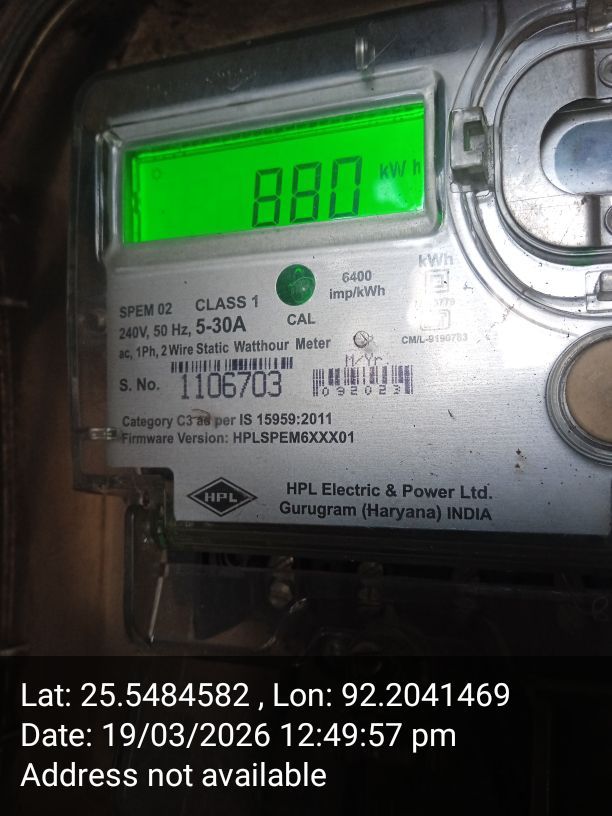 880 kWh
kWh
6400
imp/kWh
SPEM 02 CLASS 1
CAL
240V, 50 Hz, 5-30A
CM/L-9190783
ac, 1Ph, 2 Wire Static Watthour Meter
M/Yr
S. No. 1106703
092023
Category C3 as per IS 15959:2011
Firmware Version: HPLSPEM6XXX01
HPL
HPL Electric & Power Ltd.
Gurugram (Haryana) INDIA
Lat: 25.5484582 , Lon: 92.2041469
Date: 19/03/2026 12:49:57 pm
Address not available